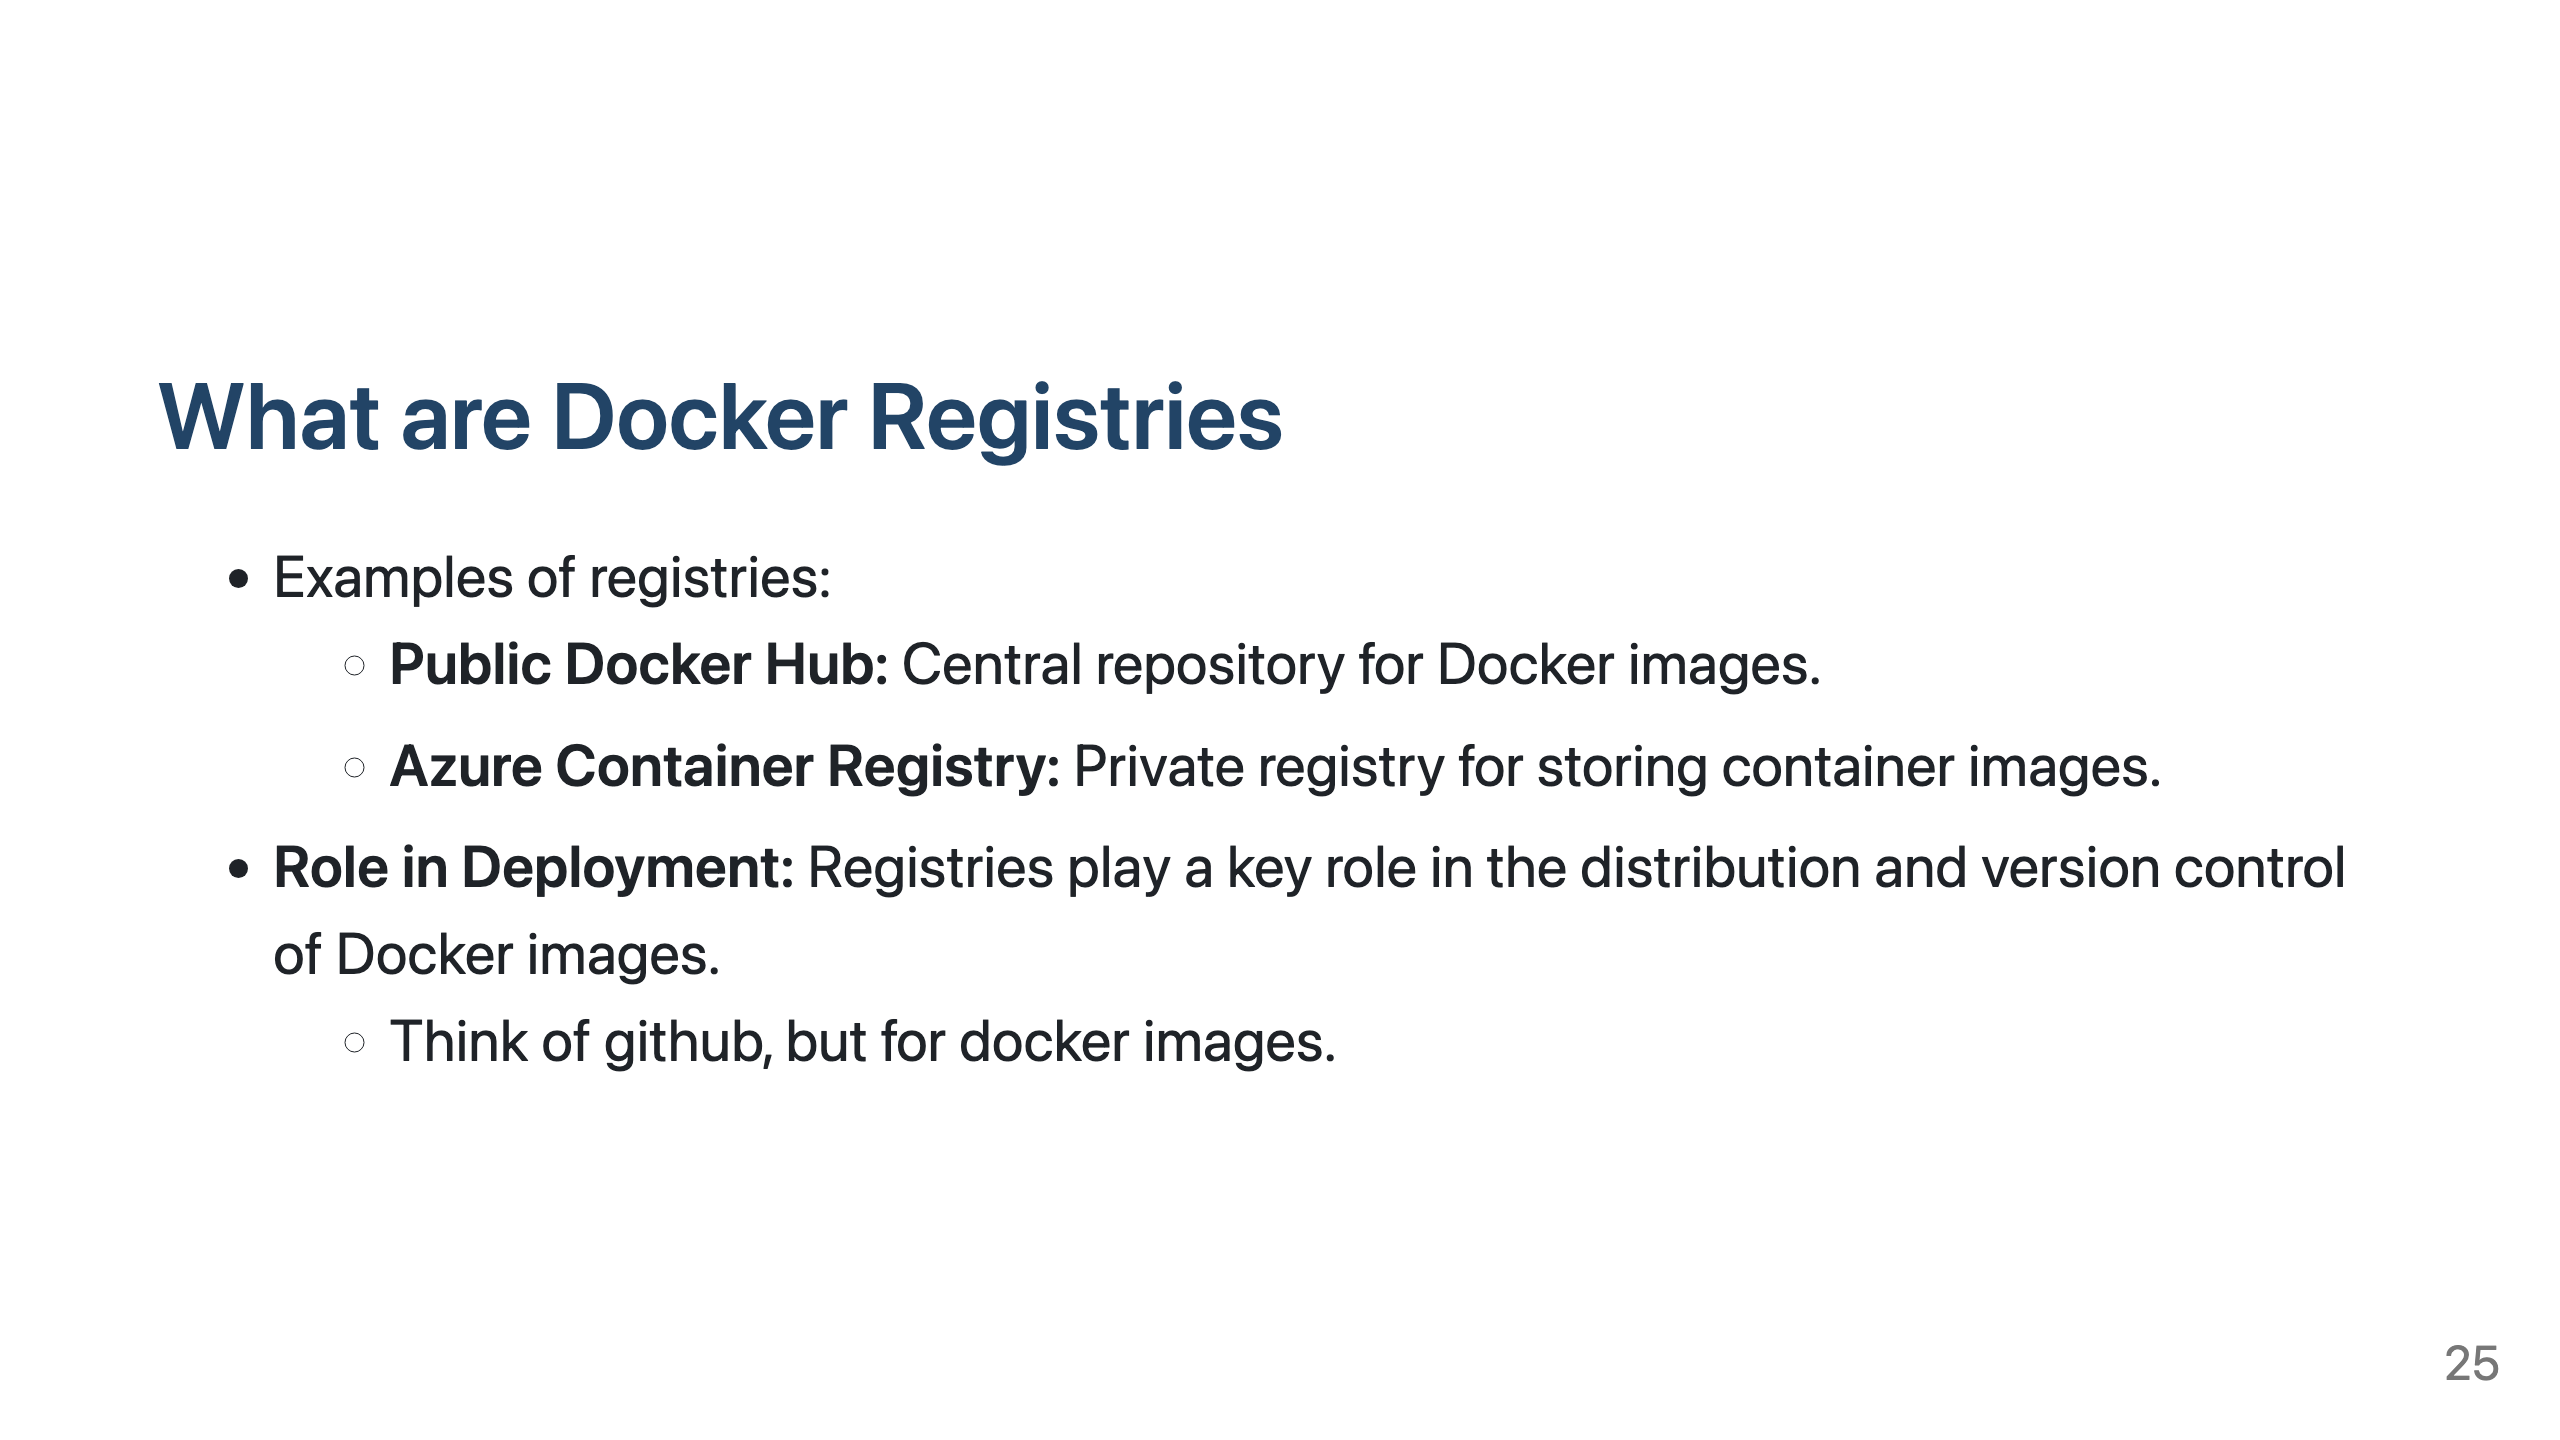 What are Docker Registries
Examples of registries:
Public Docker Hub: Central repository for Docker images.
Azure Container Registry: Private registry for storing container images.
Role in Deployment: Registries play a key role in the distribution and version control
of Docker images.
Think of github, but for docker images.
25